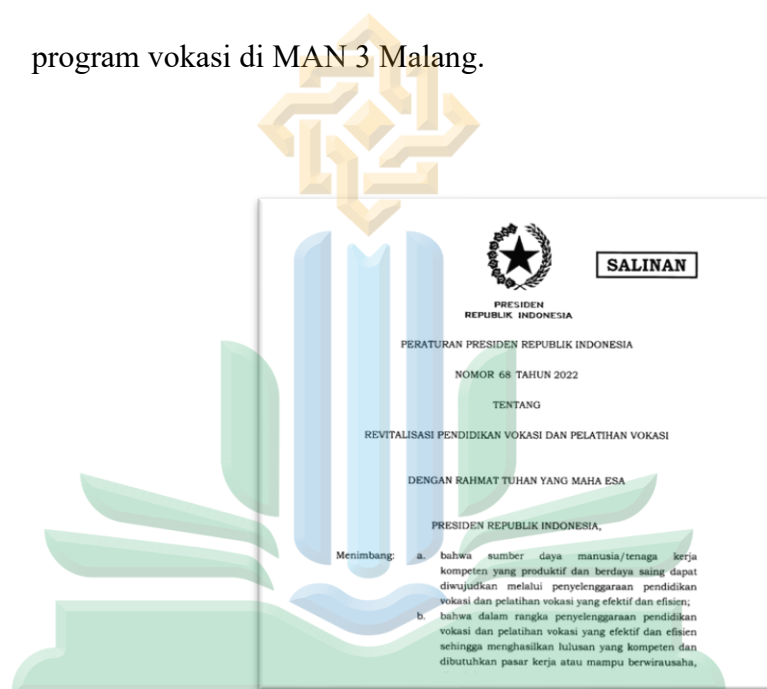 program vokasi di MAN 3 Malang.
SALINAN
PRESIDEN
REPUBLIK INDONESIA
PERATURAN PRESIDEN REPUBLIK INDONESIA
NOMOR 68 TAHUN 2022
TENTANG
REVITALISASI PENDIDIKAN VOKASI DAN PELATIHAN VOKASI
DENGAN RAHMAT TUHAN YANG MAHA ESA
PRESIDEN REPUBLIK INDONESIA,
Menimbang: a. bahwa sumber daya manusia/tenaga kerja
kompeten yang produktif dan berdaya saing dapat
diwujudkan melalui penyelenggaraan pendidikan
vokasi dan pelatihan vokasi yang efektif dan efisien;
b. bahwa dalam rangka penyelenggaraan pendidikan
vokasi dan pelatihan vokasi yang efektif dan efisien
sehingga menghasilkan lulusan yang kompeten dan
dibutuhkan pasar kerja atau mampu berwirausaha,